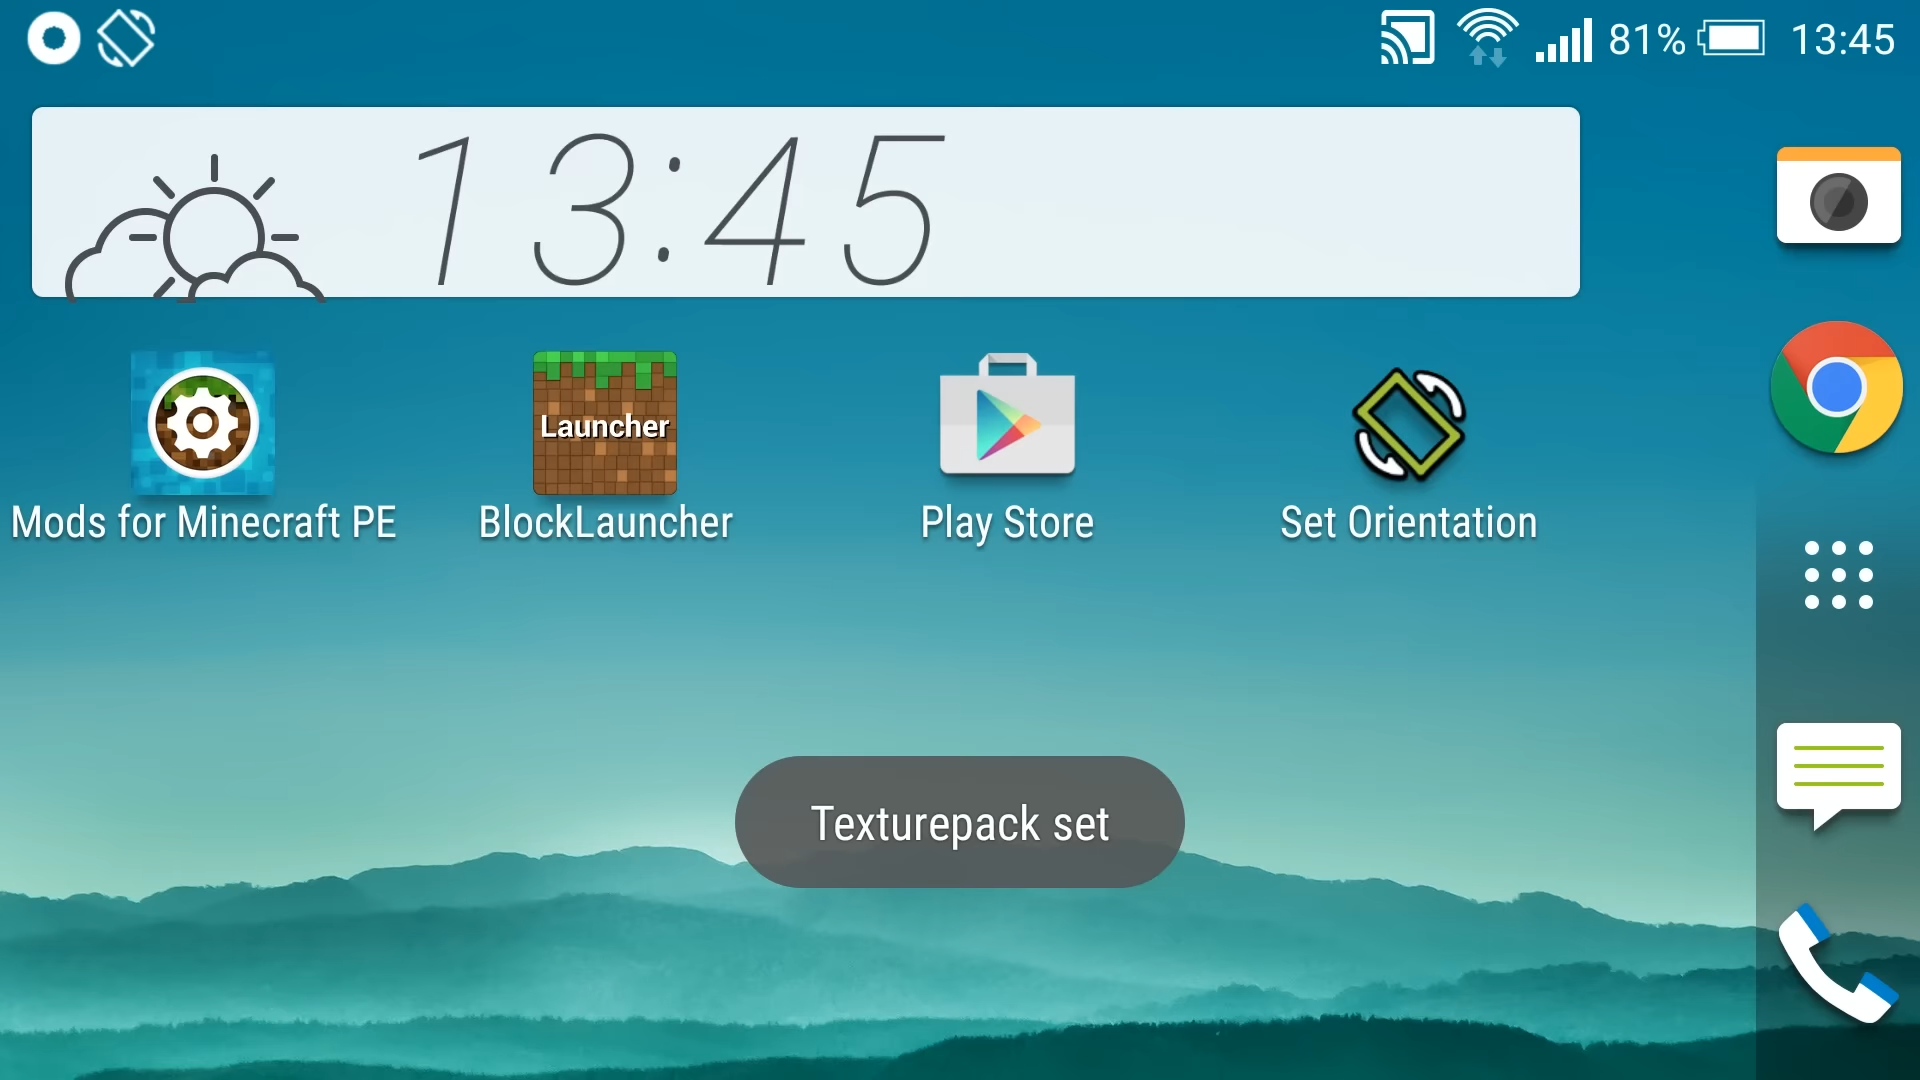 81% 13:45
13:45
Launcher
Mods for Minecraft PE BlockLauncher Play Store Set Orientation
Texturepack set